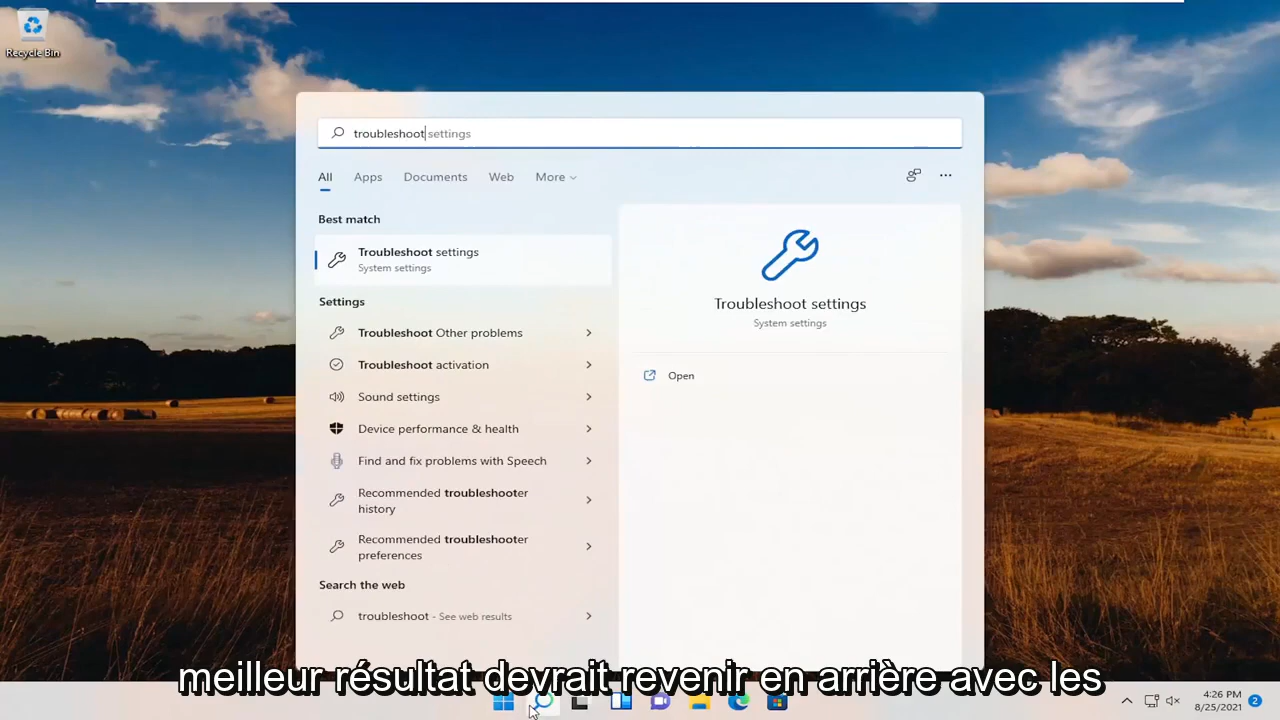 Recycle Bin
troubleshoot settings
All Apps Documents Web More
Best match
Troubleshoot settings
System settings
Settings
Troubleshoot Other problems
Troubleshoot activation
Sound settings
Device performance & health
Find and fix problems with Speech
Recommended troubleshooter
history
Recommended troubleshooter
preferences
Search the web
troubleshoot - See web results
Troubleshoot settings
System settings
Open
meilleur résultat devrait revenir en arrière avec les
4:26 PM
8/25/2021
2